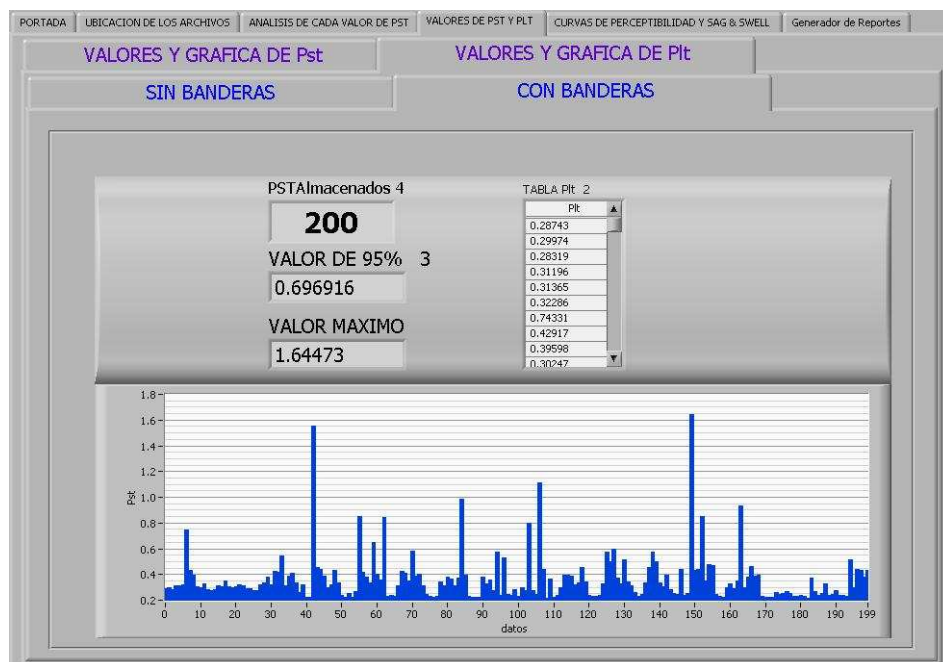 PORTADA UBICACION DE LOS ARCHIVOS ANALISIS DE CADA VALOR DE PST VALORES DE PST Y PLT CURVAS DE PERCEPTIBILIDAD Y SAG & SWELL Generador de Reportes
VALORES Y GRAFICA DE Pst VALORES Y GRAFICA DE Plt
SIN BANDERAS CON BANDERAS
PSTAlmacenados 4
200
VALOR DE 95% 3
0.696916
VALOR MAXIMO
1.64473
TABLA Plt 2
Plt
0.28743
0.29974
0.28319
0.31196
0.31365
0.32286
0.74331
0.42917
0.39598
0.30247
1.8
1.6
1.4
1.2
1.0
0.8
0.6
0.4
0.2
Pst
0 10 20 30 40 50 60 70 80 90 100 110 120 130 140 150 160 170 180 190 199
datos